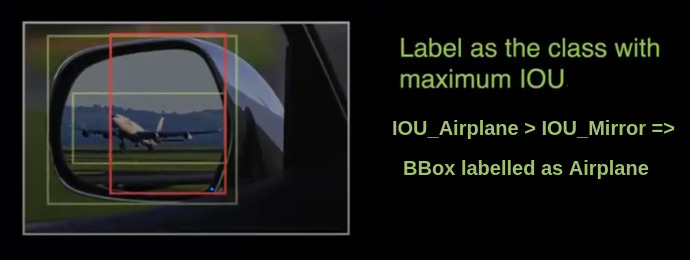 Label as the class with
maximum IOU
IOU_Airplane > IOU_Mirror =>
BBox labelled as Airplane